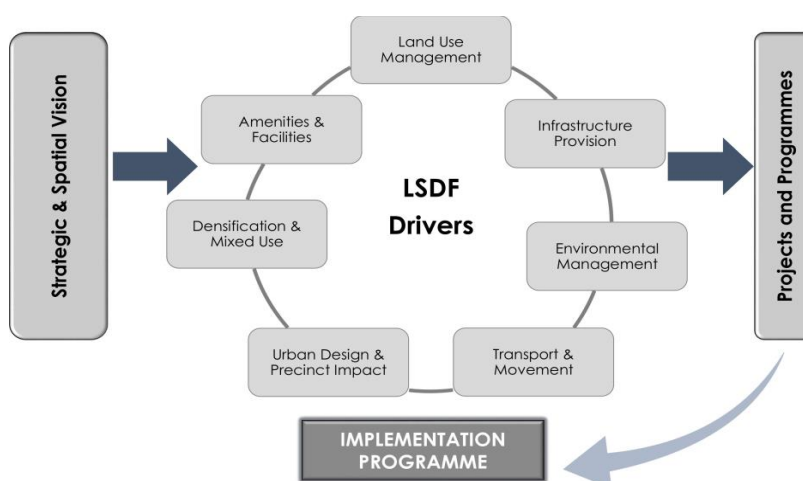 Strategic & Spatial Vision
Land Use
Management
Amenities &
Facilities
Infrastructure
Provision
LSDF
Drivers
Densification &
Mixed Use
Environmental
Management
Urban Design &
Precinct Impact
Transport &
Movement
Projects and Programmes
IMPLEMENTATION
PROGRAMME